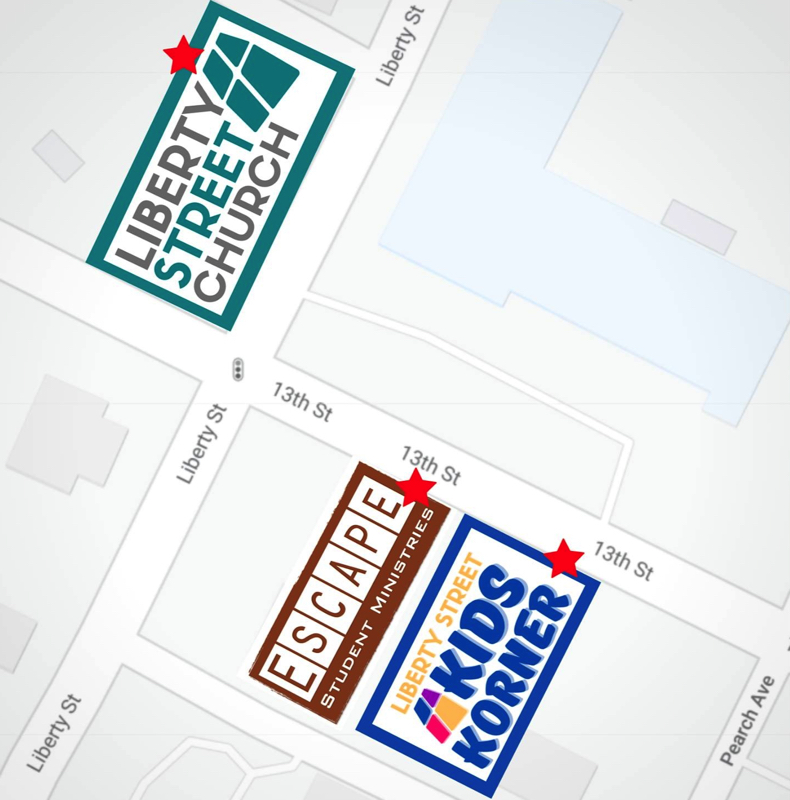 Liberty St
LIBERTY
STREET
CHURCH
13th St
Liberty St
13th St
ESCAPE
STUDENT MINISTRIES
13th St
LIBERTY STREET
KIDS
KORNER
Liberty St
Pearch Ave